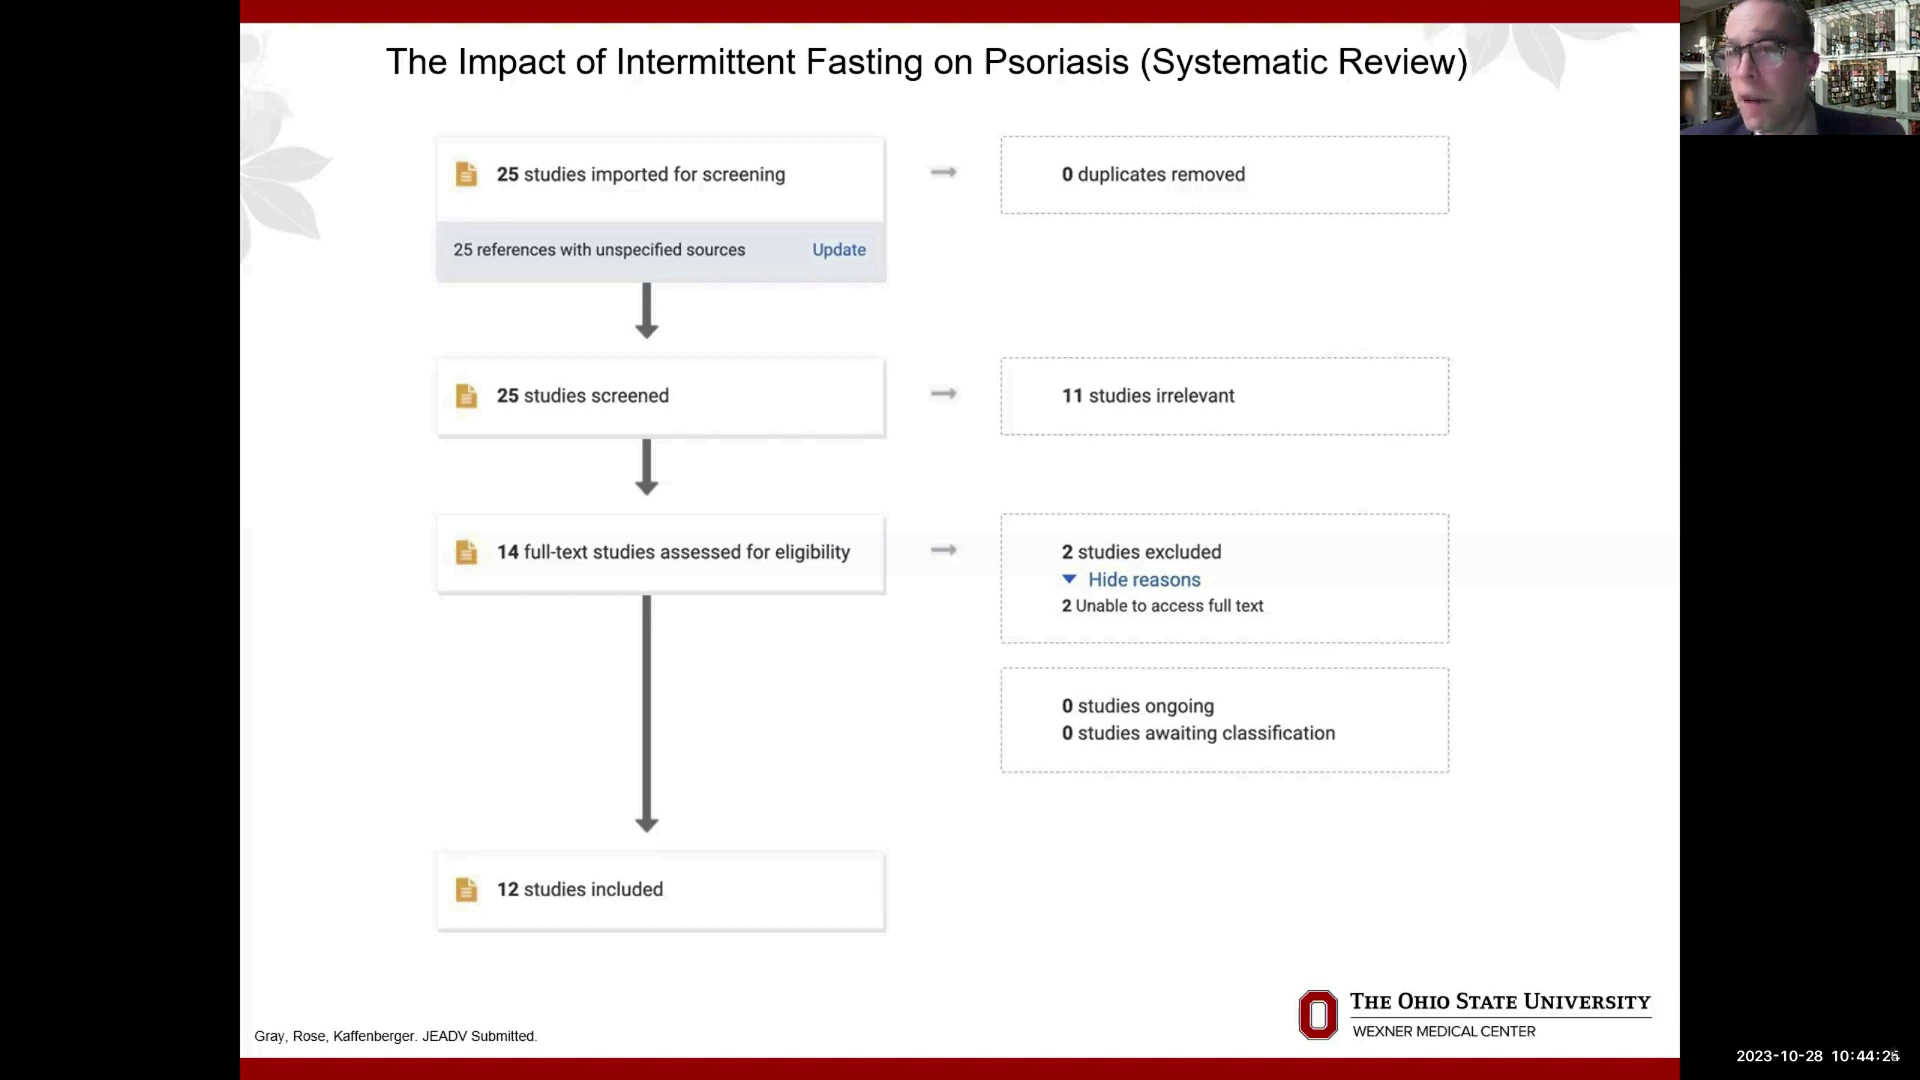 The Impact of Intermittent Fasting on Psoriasis (Systematic Review)
25 studies imported for screening
0 duplicates removed
25 references with unspecified sources Update
25 studies screened
11 studies irrelevant
14 full-text studies assessed for eligibility
2 studies excluded
Hide reasons
2 Unable to access full text
0 studies ongoing
0 studies awaiting classification
12 studies included
THE OHIO STATE UNIVERSITY
WEXNER MEDICAL CENTER
Gray, Rose, Kaffenberger. JEADV Submitted.
2023-10-28